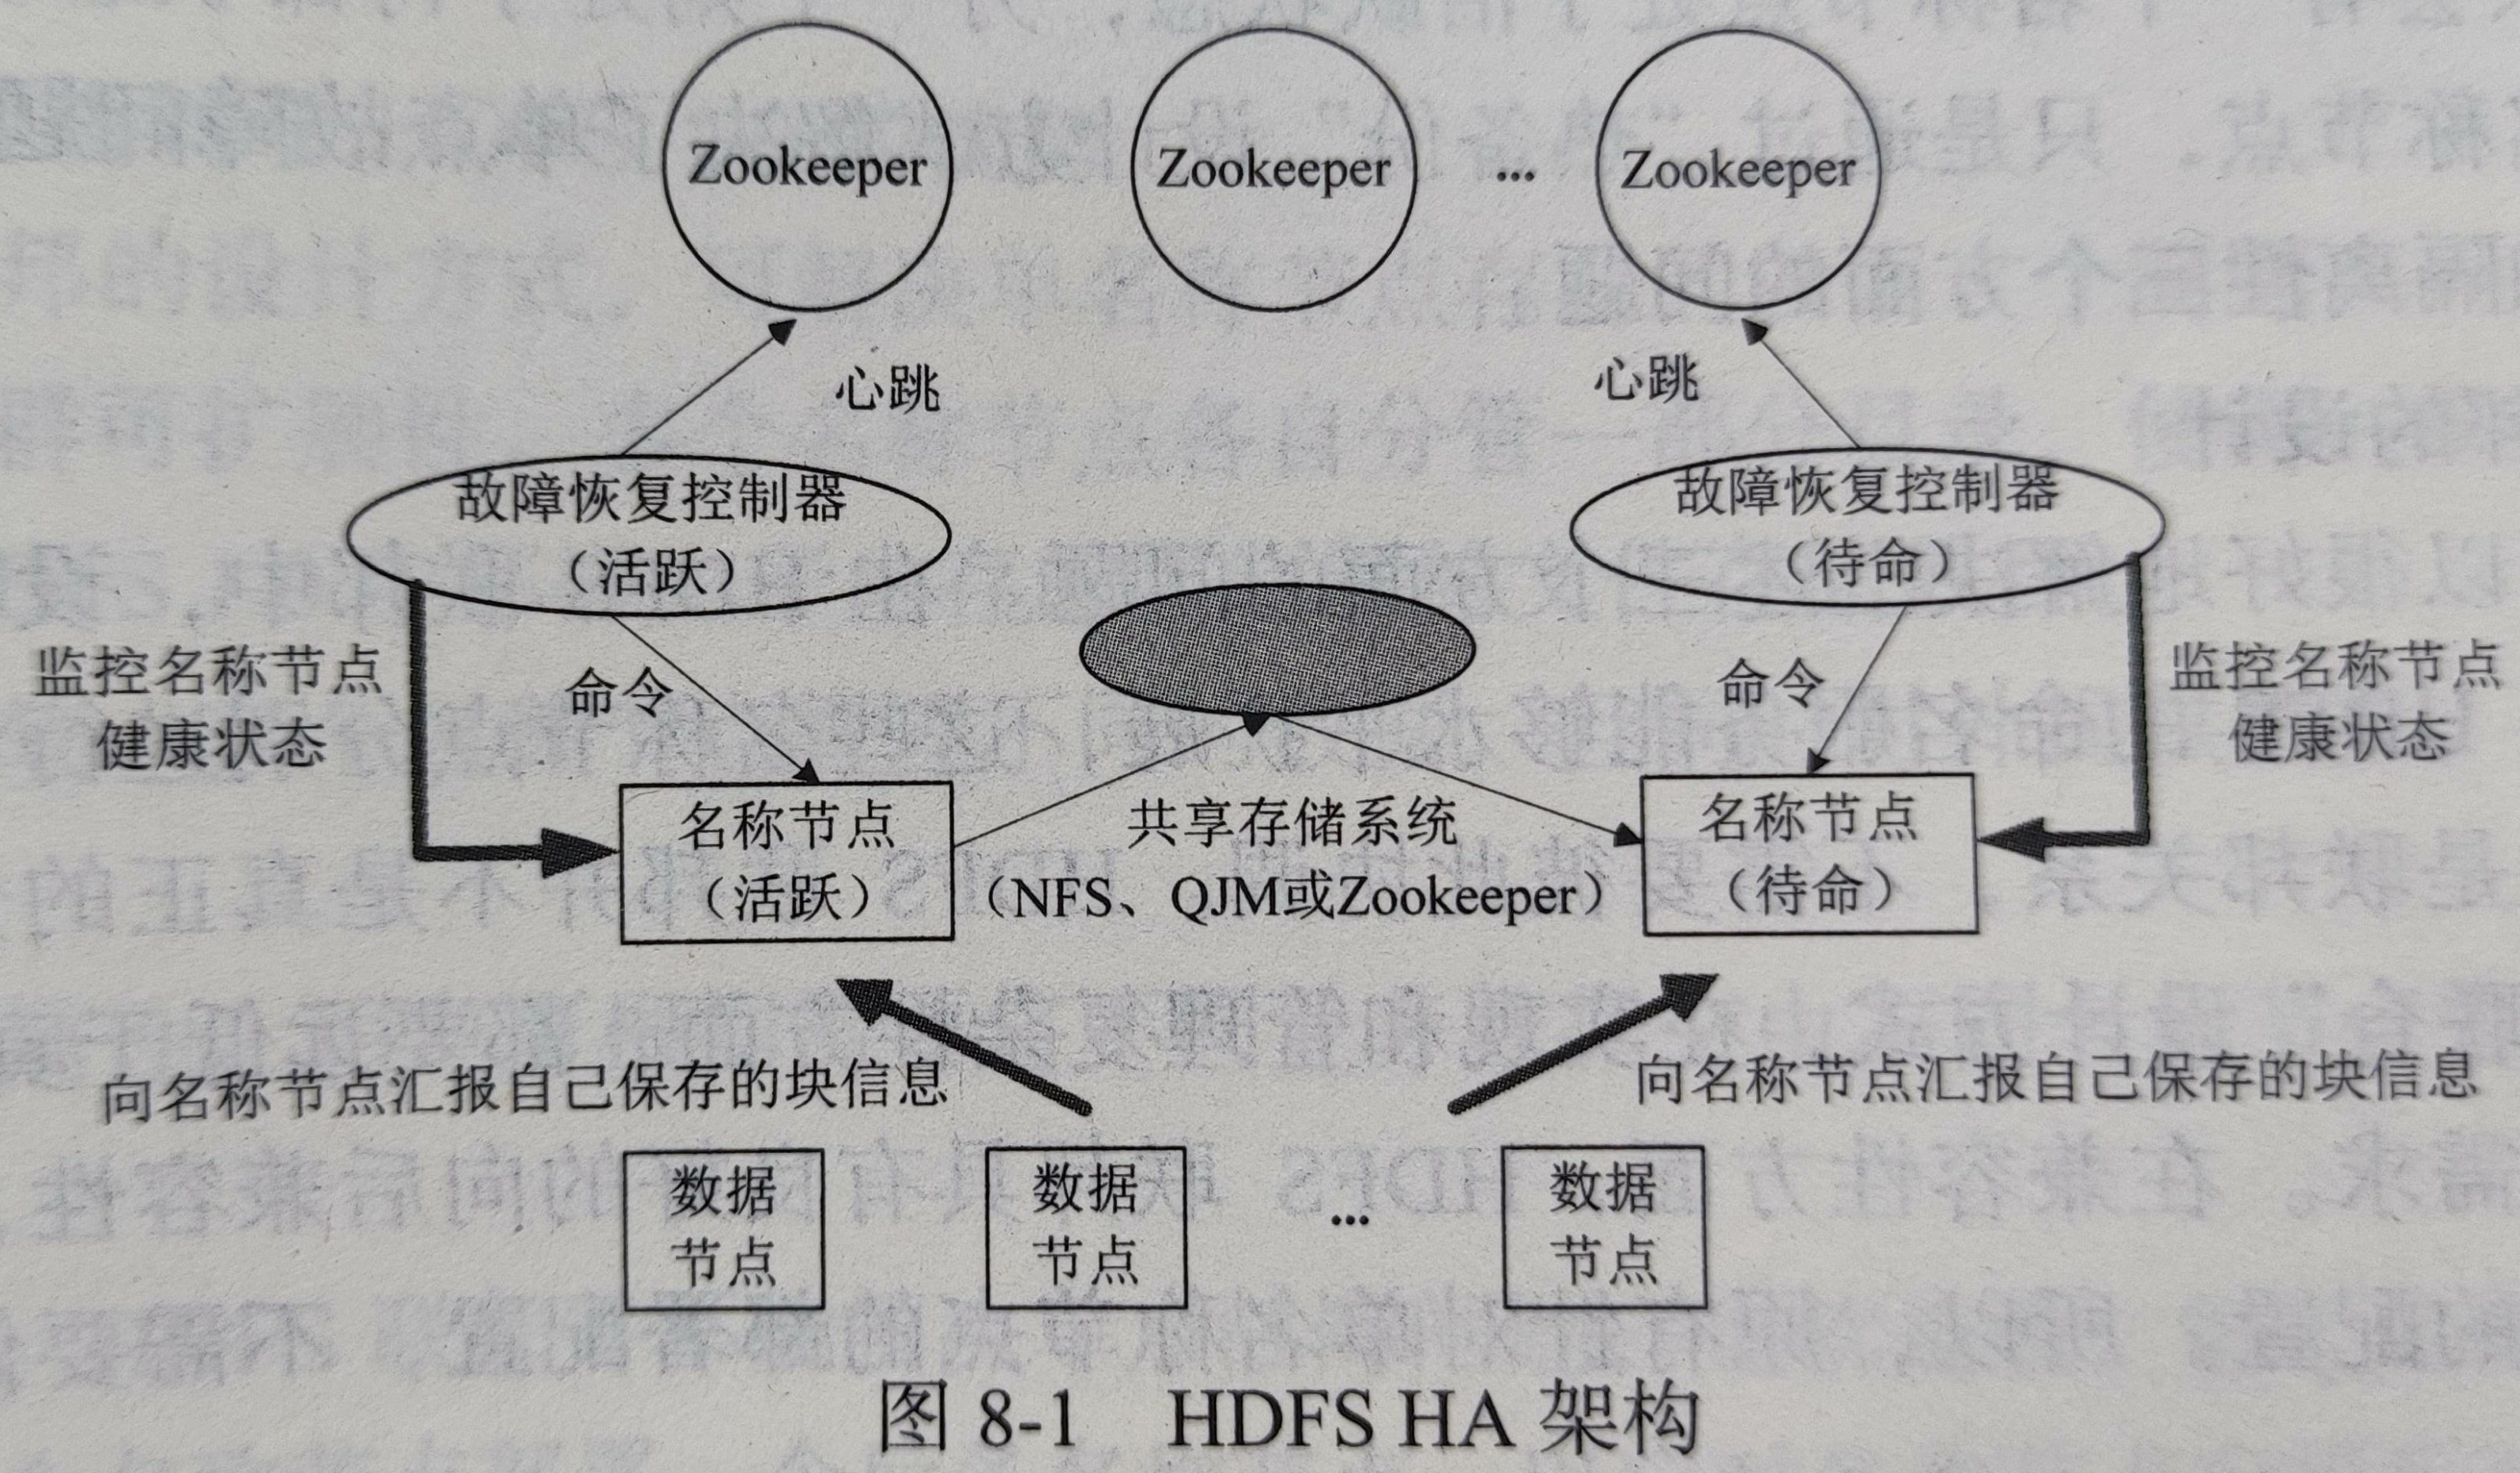 Zookeeper
Zookeeper
...
Zookeeper
心跳
心跳
故障恢复控制器
（活跃）
故障恢复控制器
（待命）
监控名称节点
健康状态
命令
命令
监控名称节点
健康状态
名称节点
（活跃）
共享存储系统
（NFS、QJM或Zookeeper）
名称节点
（待命）
向名称节点汇报自己保存的块信息
向名称节点汇报自己保存的块信息
数据
节点
数据
节点
...
数据
节点
图 8-1 HDFS HA 架构